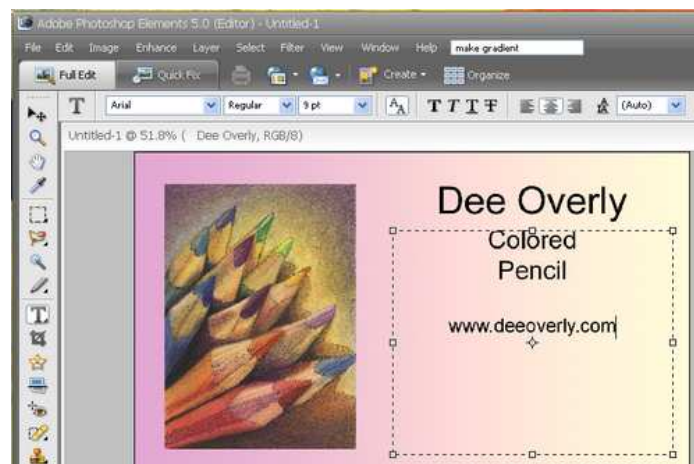 Adobe Photoshop Elements 5.0 (Editor) - Untitled-1
File Edit Image Enhance Layer Select Filter View Window Help make gradient
Full Edit Quick Fix Create Organize
T Arial Regular 9 pt AA T T T T (Auto)
Untitled-1 @ 51.8% ( Dee Overly, RGB/8)
Dee Overly
Colored
Pencil
www.deeoverly.com
T